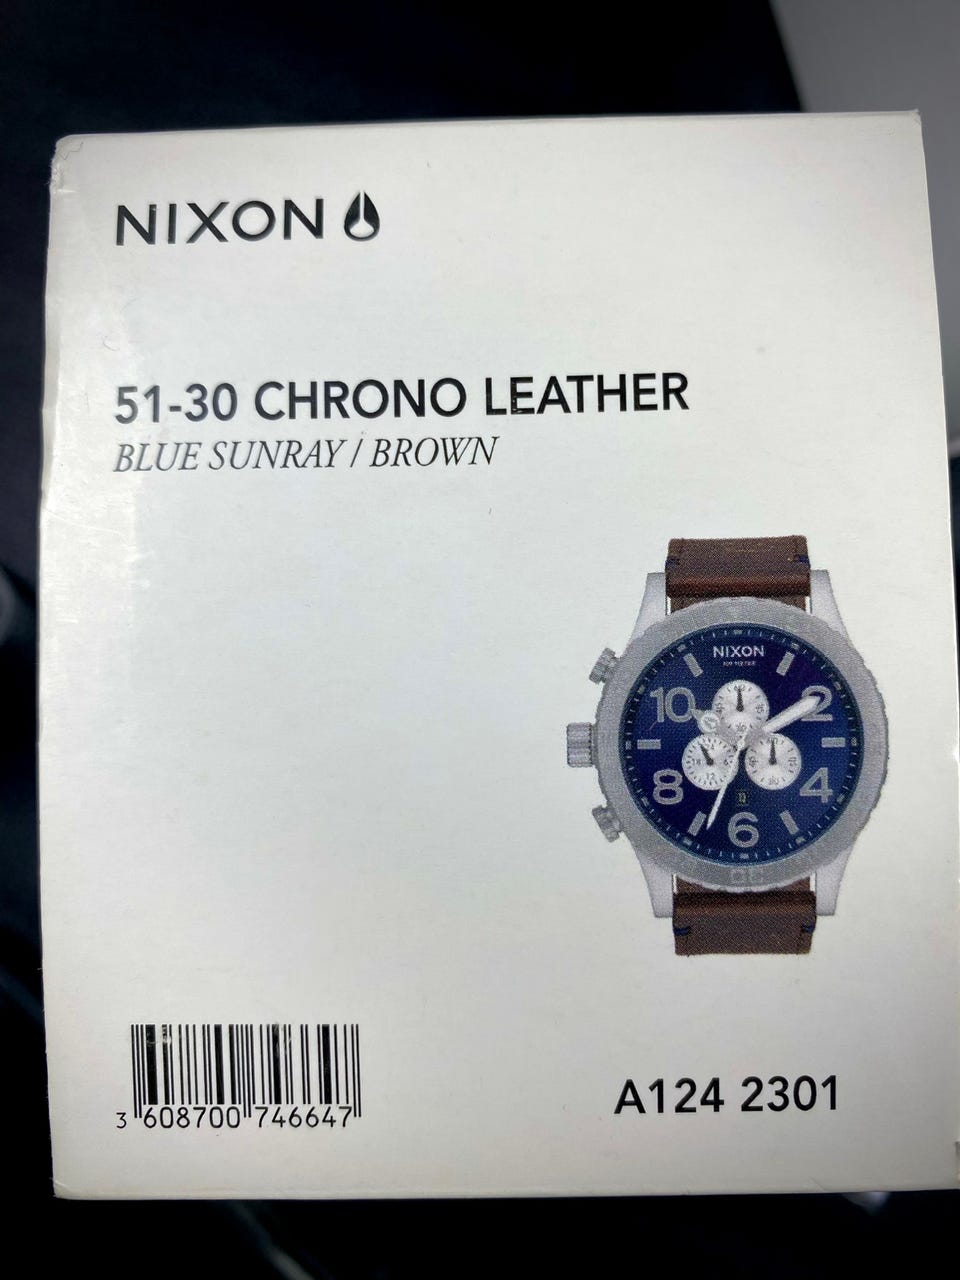 NIXON
51-30 CHRONO LEATHER
BLUE SUNRAY / BROWN
NIXON
10 2
8 4
6
3 608700 746647
A124 2301